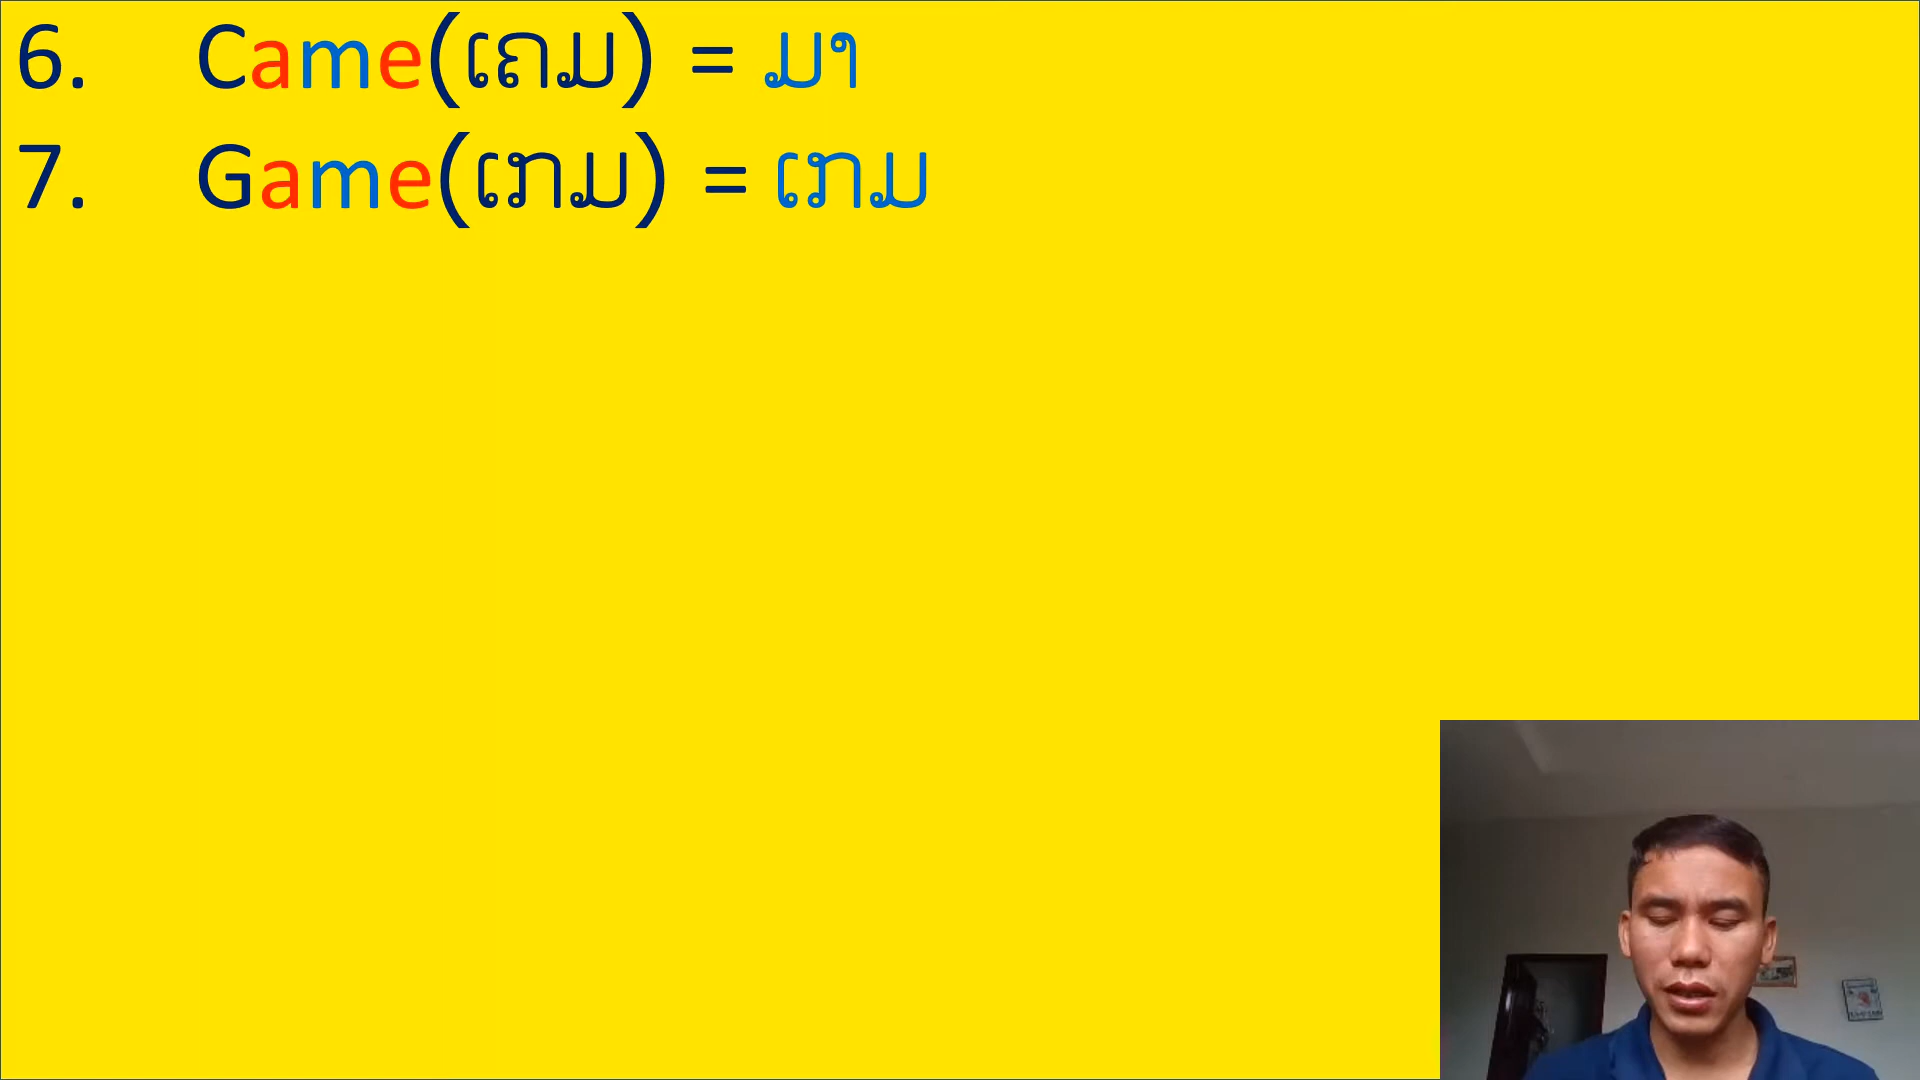 6. Came(ເຄມ) = ມາ
7. Game(ເກມ) = ເກມ